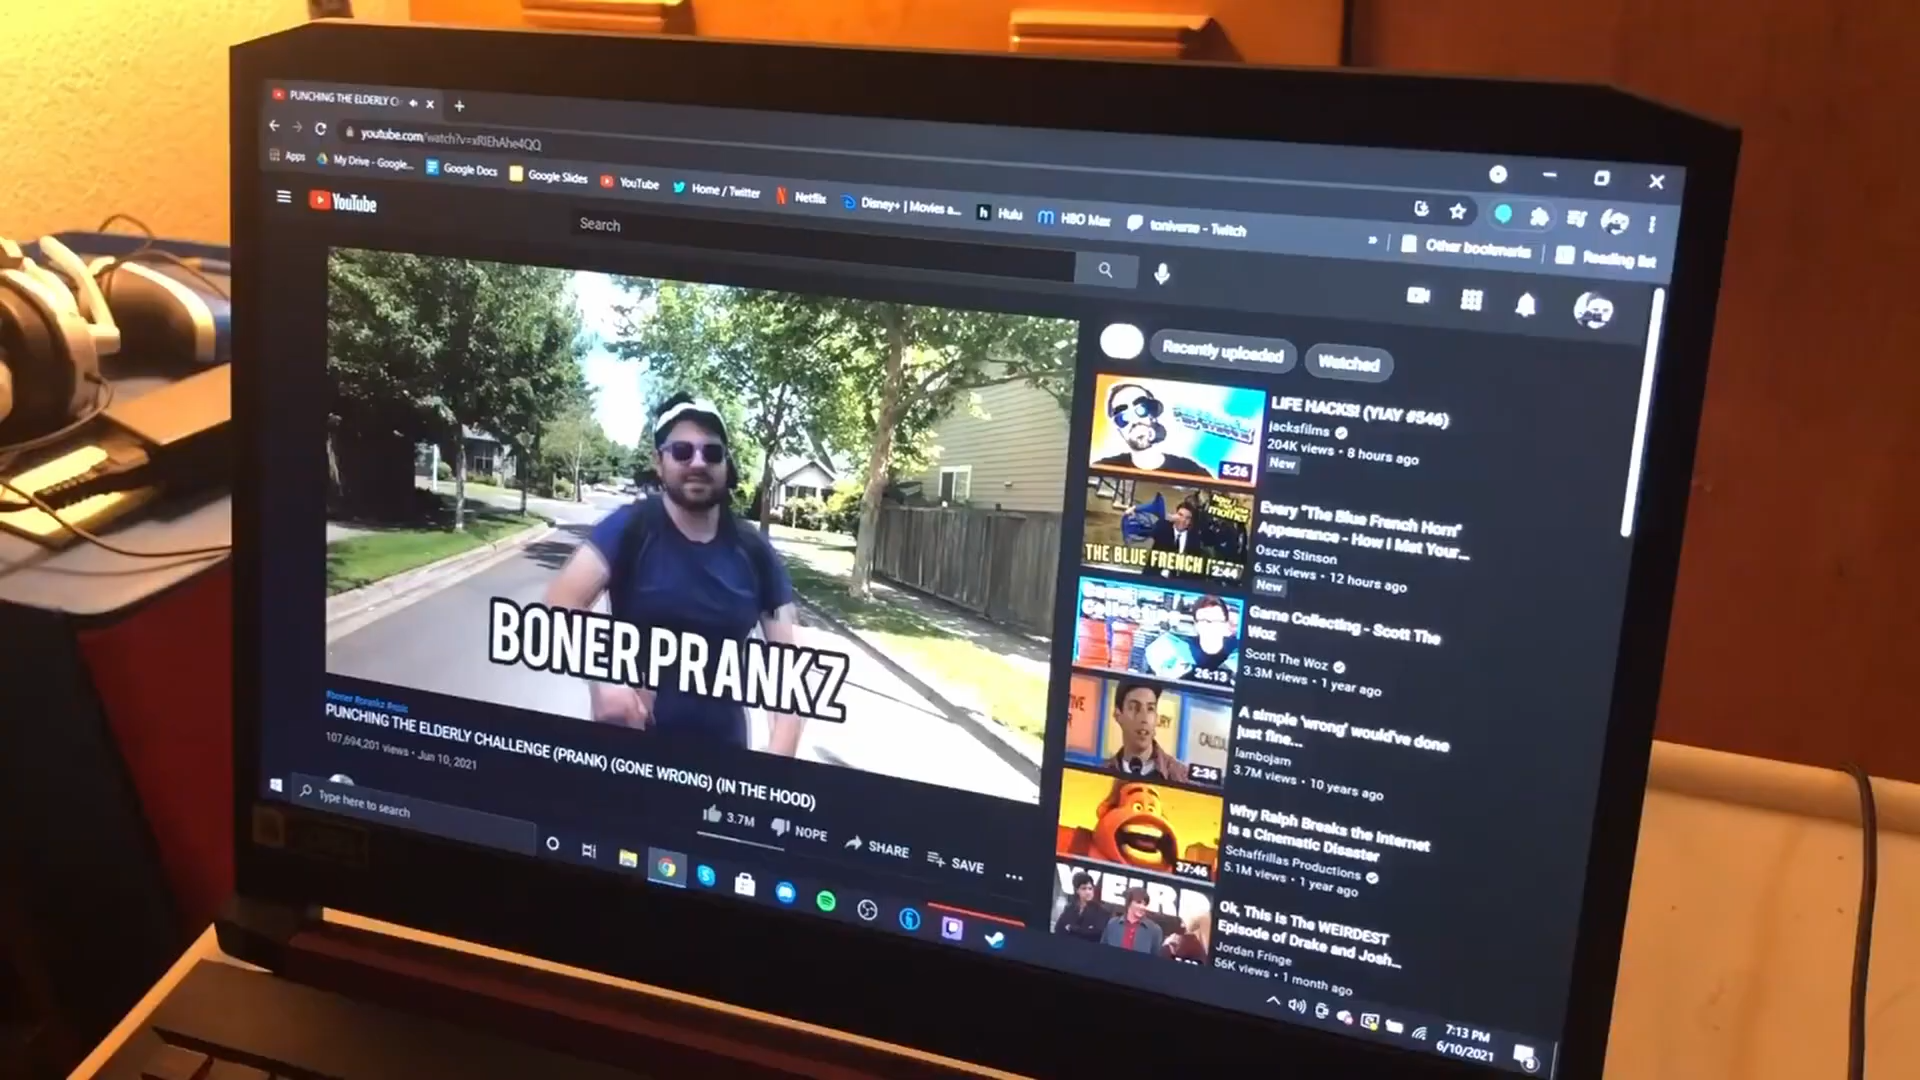 PUNCHING THE ELDERLY C
youtube.com/watch?v=xRlEhAhe4QQ
Apps
My Drive - Google...
Google Docs
Google Slides
YouTube
Home / Twitter
Netflix
Disney+ | Movies a...
Hulu
HBO Max
toniverse - Twitch
»
Other bookmarks
Reading list
YouTube
Search
BONER PRANKZ
#boner #prankz #epic
PUNCHING THE ELDERLY CHALLENGE (PRANK) (GONE WRONG) (IN THE HOOD)
107,694,201 views • Jun 10, 2021
3.7M
NOPE
SHARE
SAVE
Recently uploaded
Watched
5:26
LIFE HACKS! (YIAY #546)
jacksfilms
204K views • 8 hours ago
New
THE BLUE FRENCH
2:44
Every "The Blue French Horn"
Appearance - How I Met Your...
Oscar Stinson
6.5K views • 12 hours ago
New
26:13
Game Collecting - Scott The
Woz
Scott The Woz
3.3M views • 1 year ago
2:36
A simple 'wrong' would've done
just fine...
lambojam
3.7M views • 10 years ago
37:46
Why Ralph Breaks the Internet
is a Cinematic Disaster
Schaffrillas Productions
5.1M views • 1 year ago
WEIRD
Ok, This is The WEIRDEST
Episode of Drake and Josh...
Jordan Fringe
56K views • 1 month ago
Type here to search
7:13 PM
6/10/2021